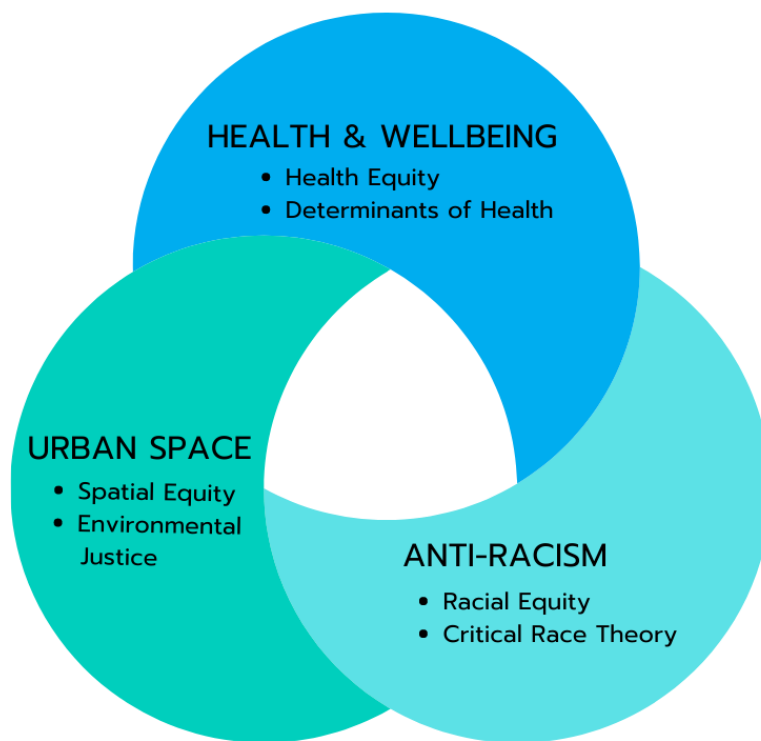 HEALTH & WELLBEING
• Health Equity
• Determinants of Health
URBAN SPACE
• Spatial Equity
• Environmental
Justice
ANTI-RACISM
• Racial Equity
• Critical Race Theory